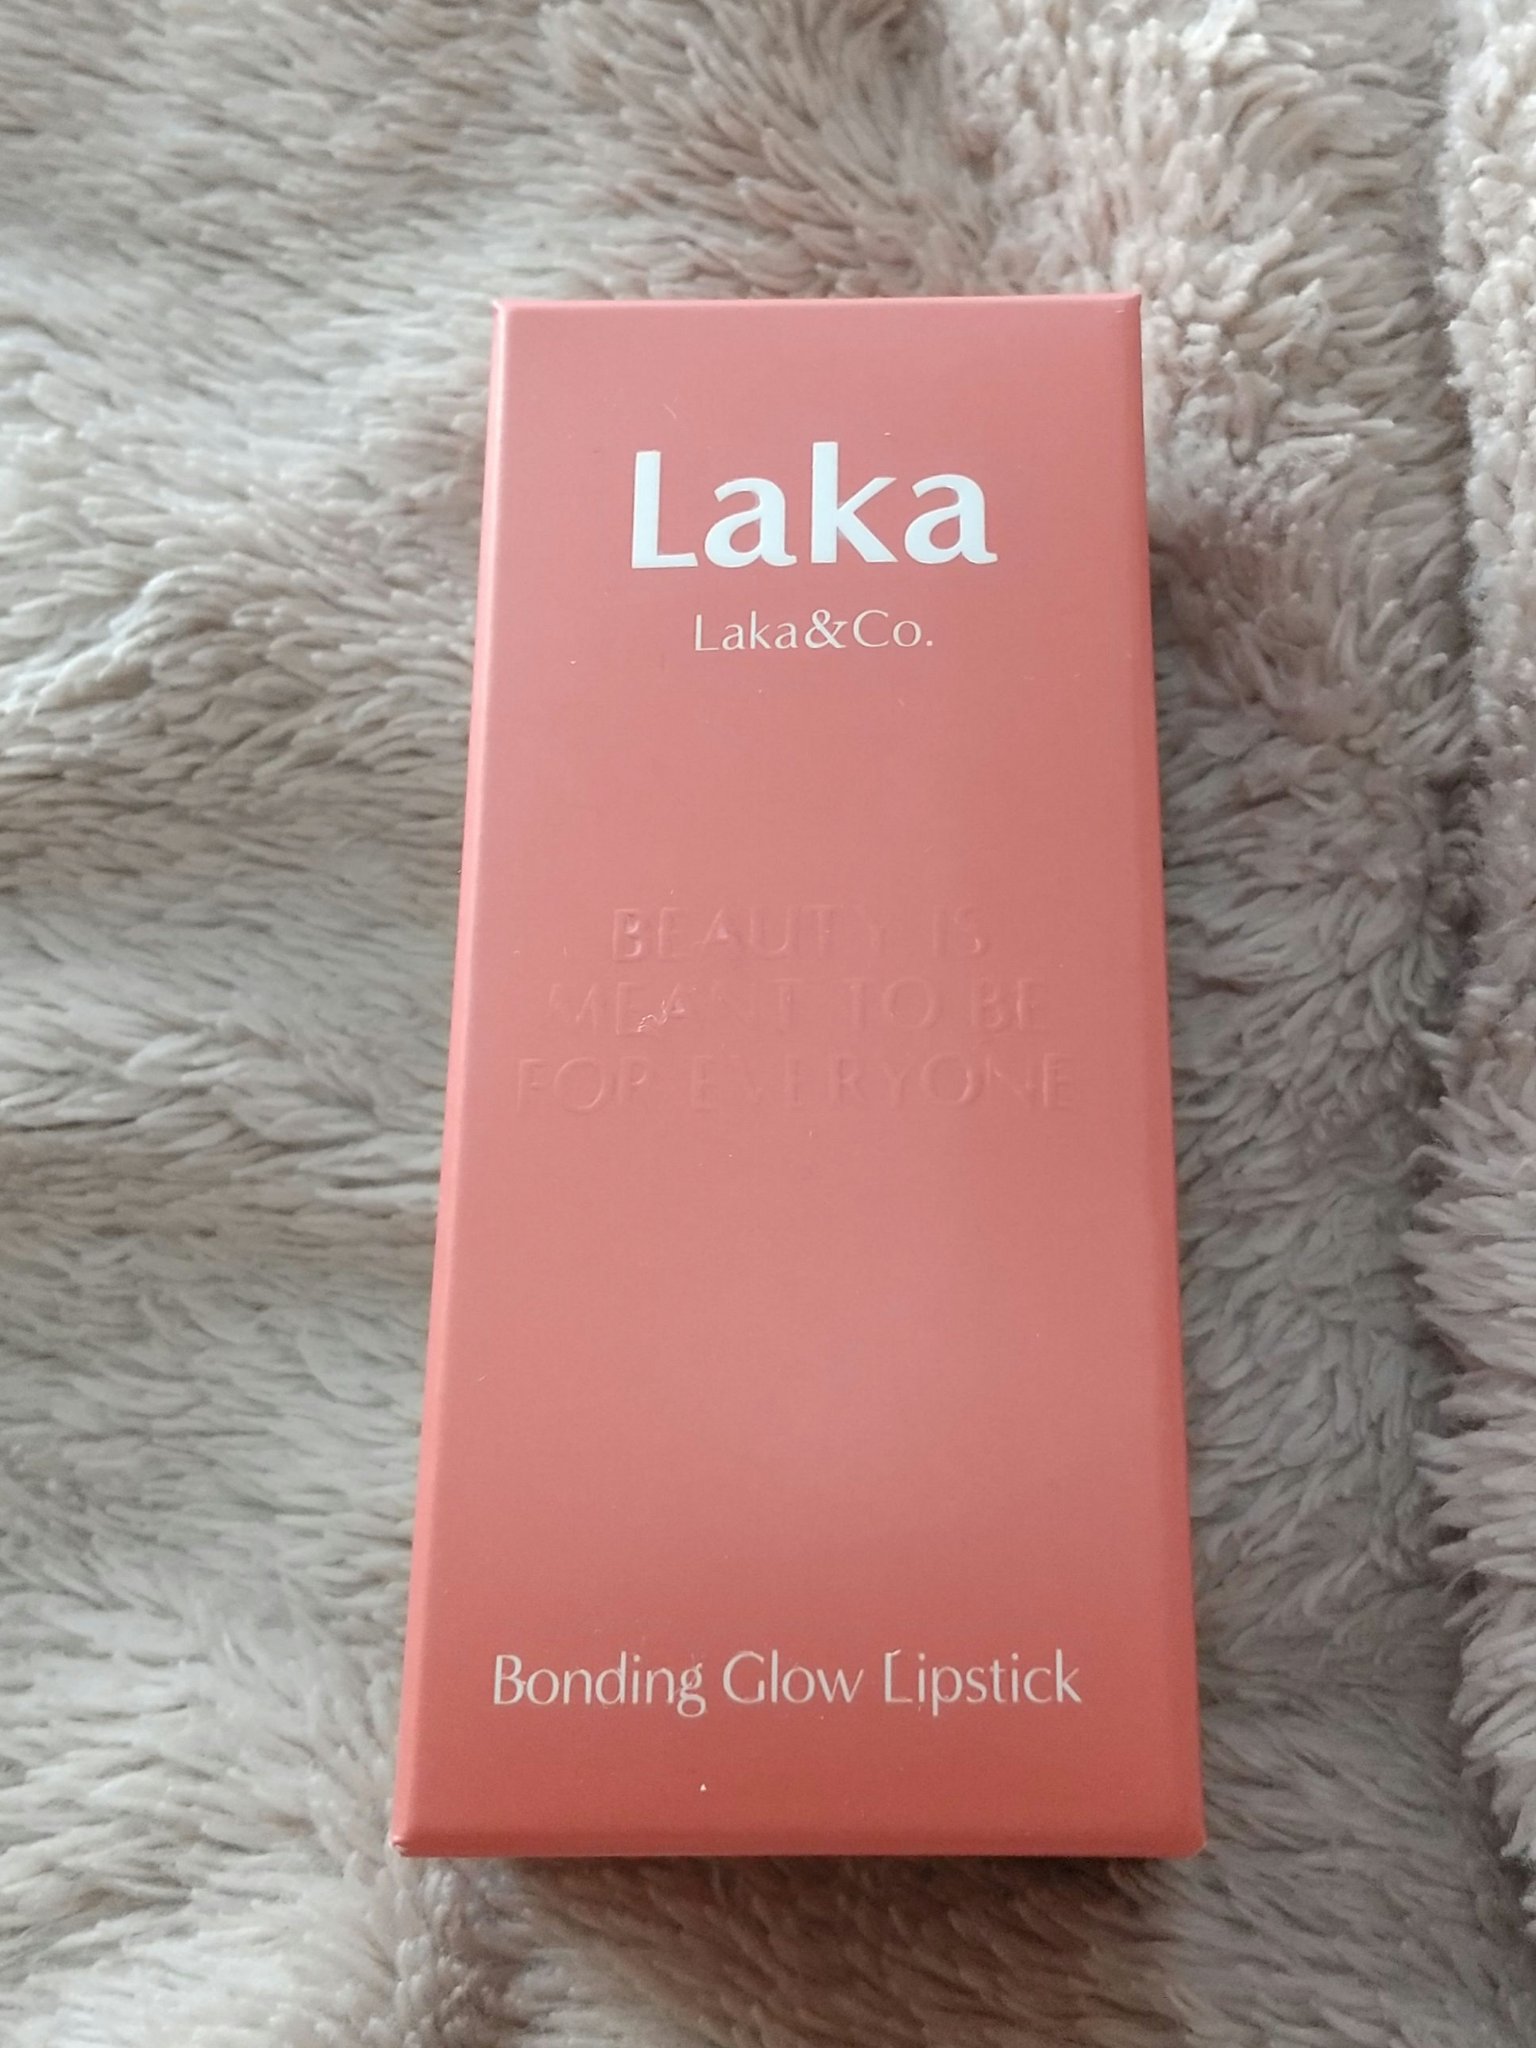 Laka
Laka&Co.
BEAUTY IS
MEANT TO BE
FOR EVERYONE
Bonding Glow Lipstick